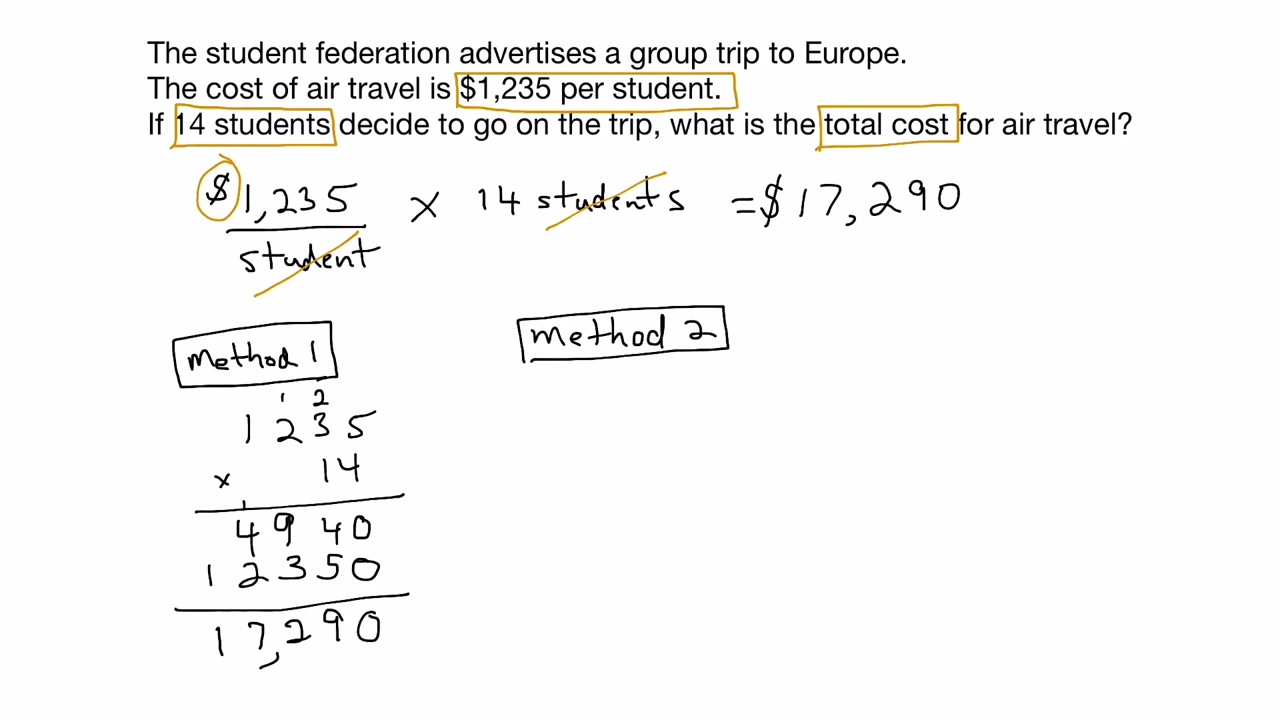 The student federation advertises a group trip to Europe.
The cost of air travel is $1,235 per student.
If 14 students decide to go on the trip, what is the total cost for air travel?
$1,235 × 14 students = $17,290
student
Method 1
method 2
1 2
1235
× 14
1
4940
12350
17,290